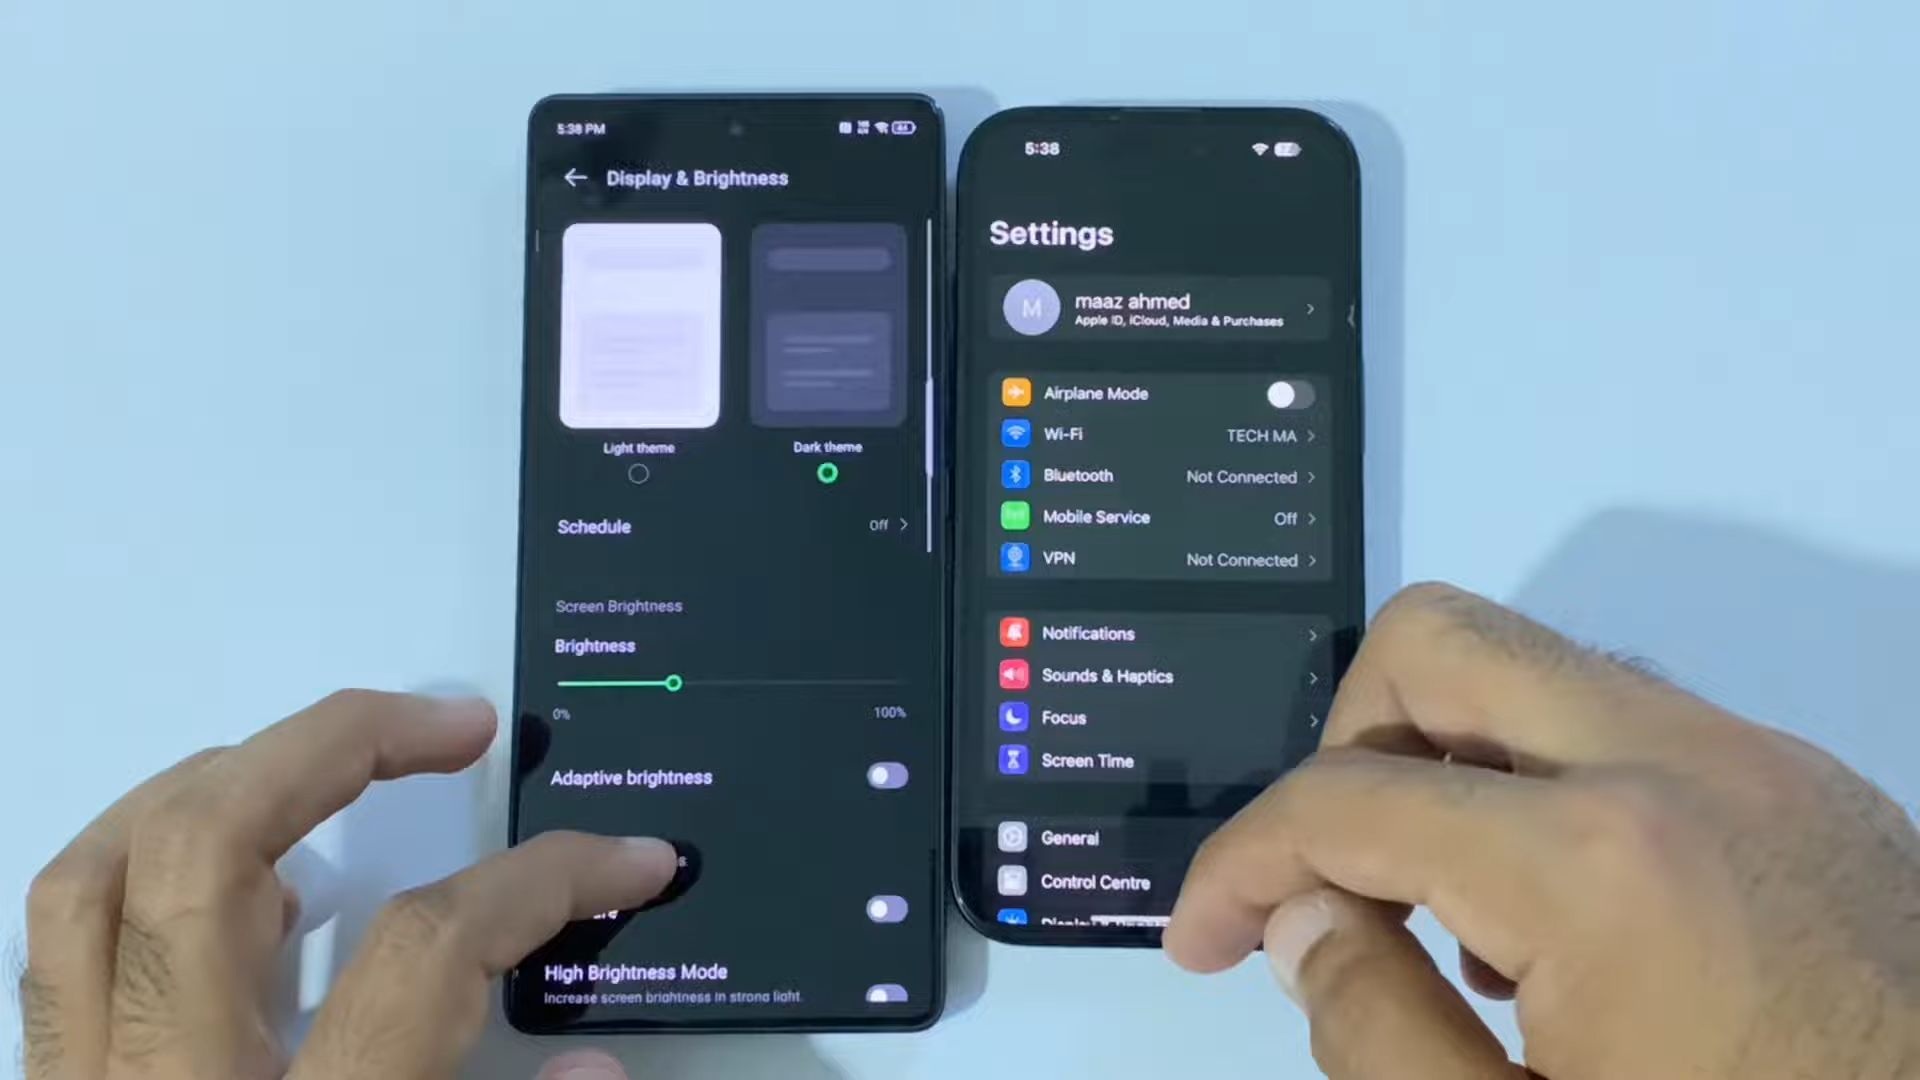 5:38 PM
Display & Brightness
Light theme
Dark theme
Schedule
Off
Screen Brightness
Brightness
0%
100%
Adaptive brightness
High Brightness Mode
Increase screen brightness in strong light.
5:38
Settings
M
maaz ahmed
Apple ID, iCloud, Media & Purchases
Airplane Mode
Wi-Fi
TECH MA
Bluetooth
Not Connected
Mobile Service
Off
VPN
Not Connected
Notifications
Sounds & Haptics
Focus
Screen Time
General
Control Centre